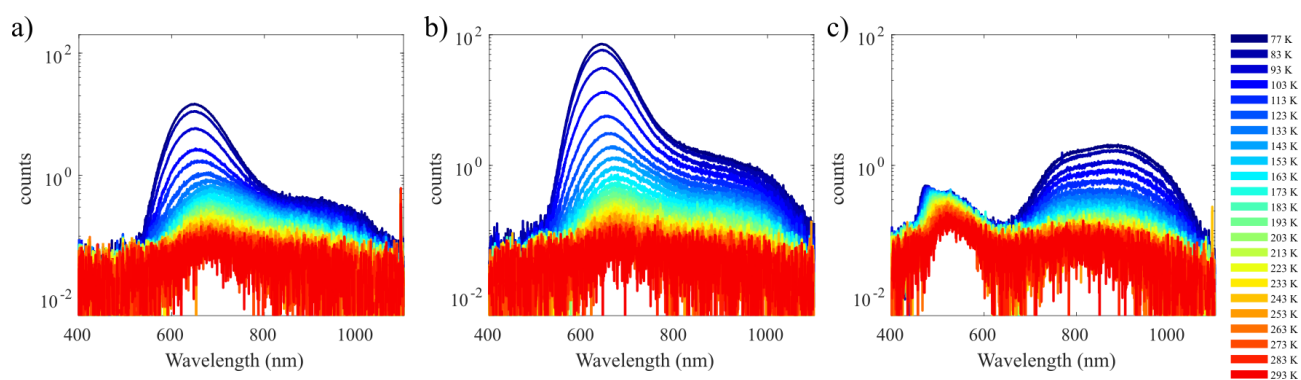 a)
counts
10^2
10^0
10^-2
400 600 800 1000
Wavelength (nm)
b)
counts
10^2
10^0
10^-2
400 600 800 1000
Wavelength (nm)
c)
counts
10^2
10^0
10^-2
400 600 800 1000
Wavelength (nm)
77 K
83 K
93 K
103 K
113 K
123 K
133 K
143 K
153 K
163 K
173 K
183 K
193 K
203 K
213 K
223 K
233 K
243 K
253 K
263 K
273 K
283 K
293 K